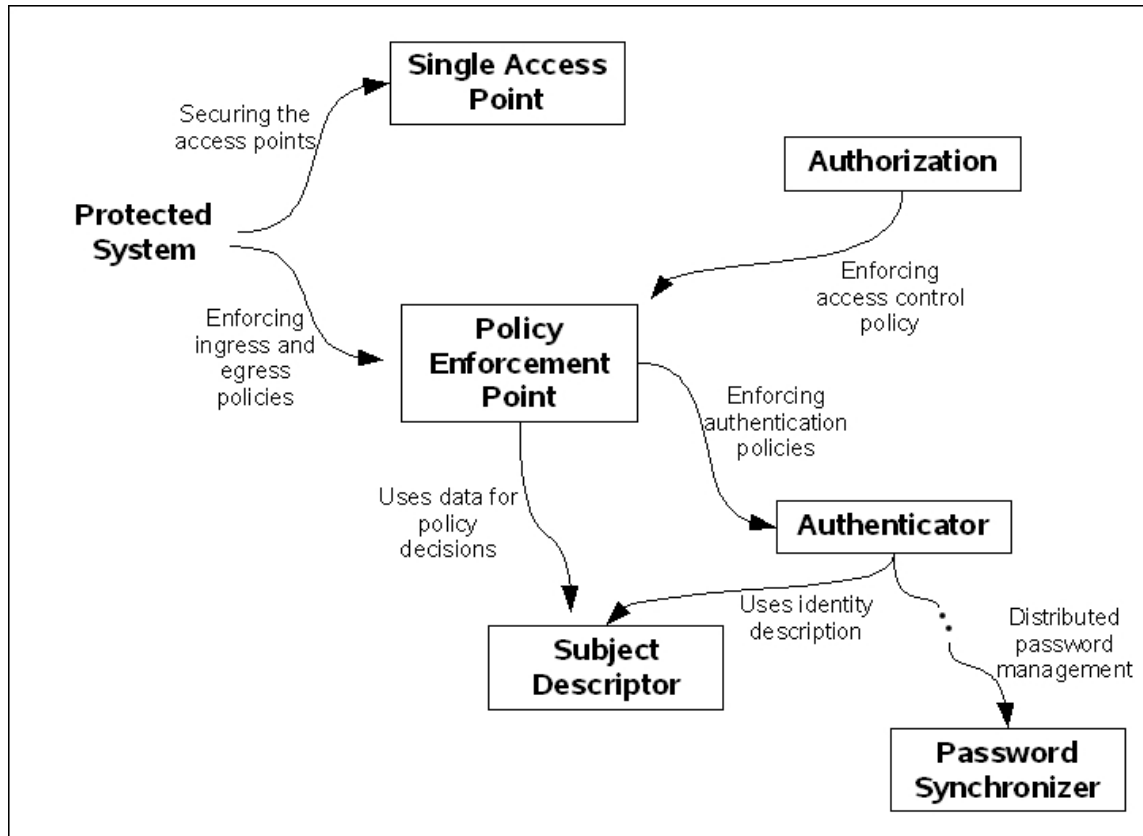 Single Access
Point
Securing the
access points
Authorization
Protected
System
Enforcing
access control
policy
Enforcing
ingress and
egress
policies
Policy
Enforcement
Point
Enforcing
authentication
policies
Uses data for
policy
decisions
Authenticator
Uses identity
description
Distributed
password
management
Subject
Descriptor
Password
Synchronizer